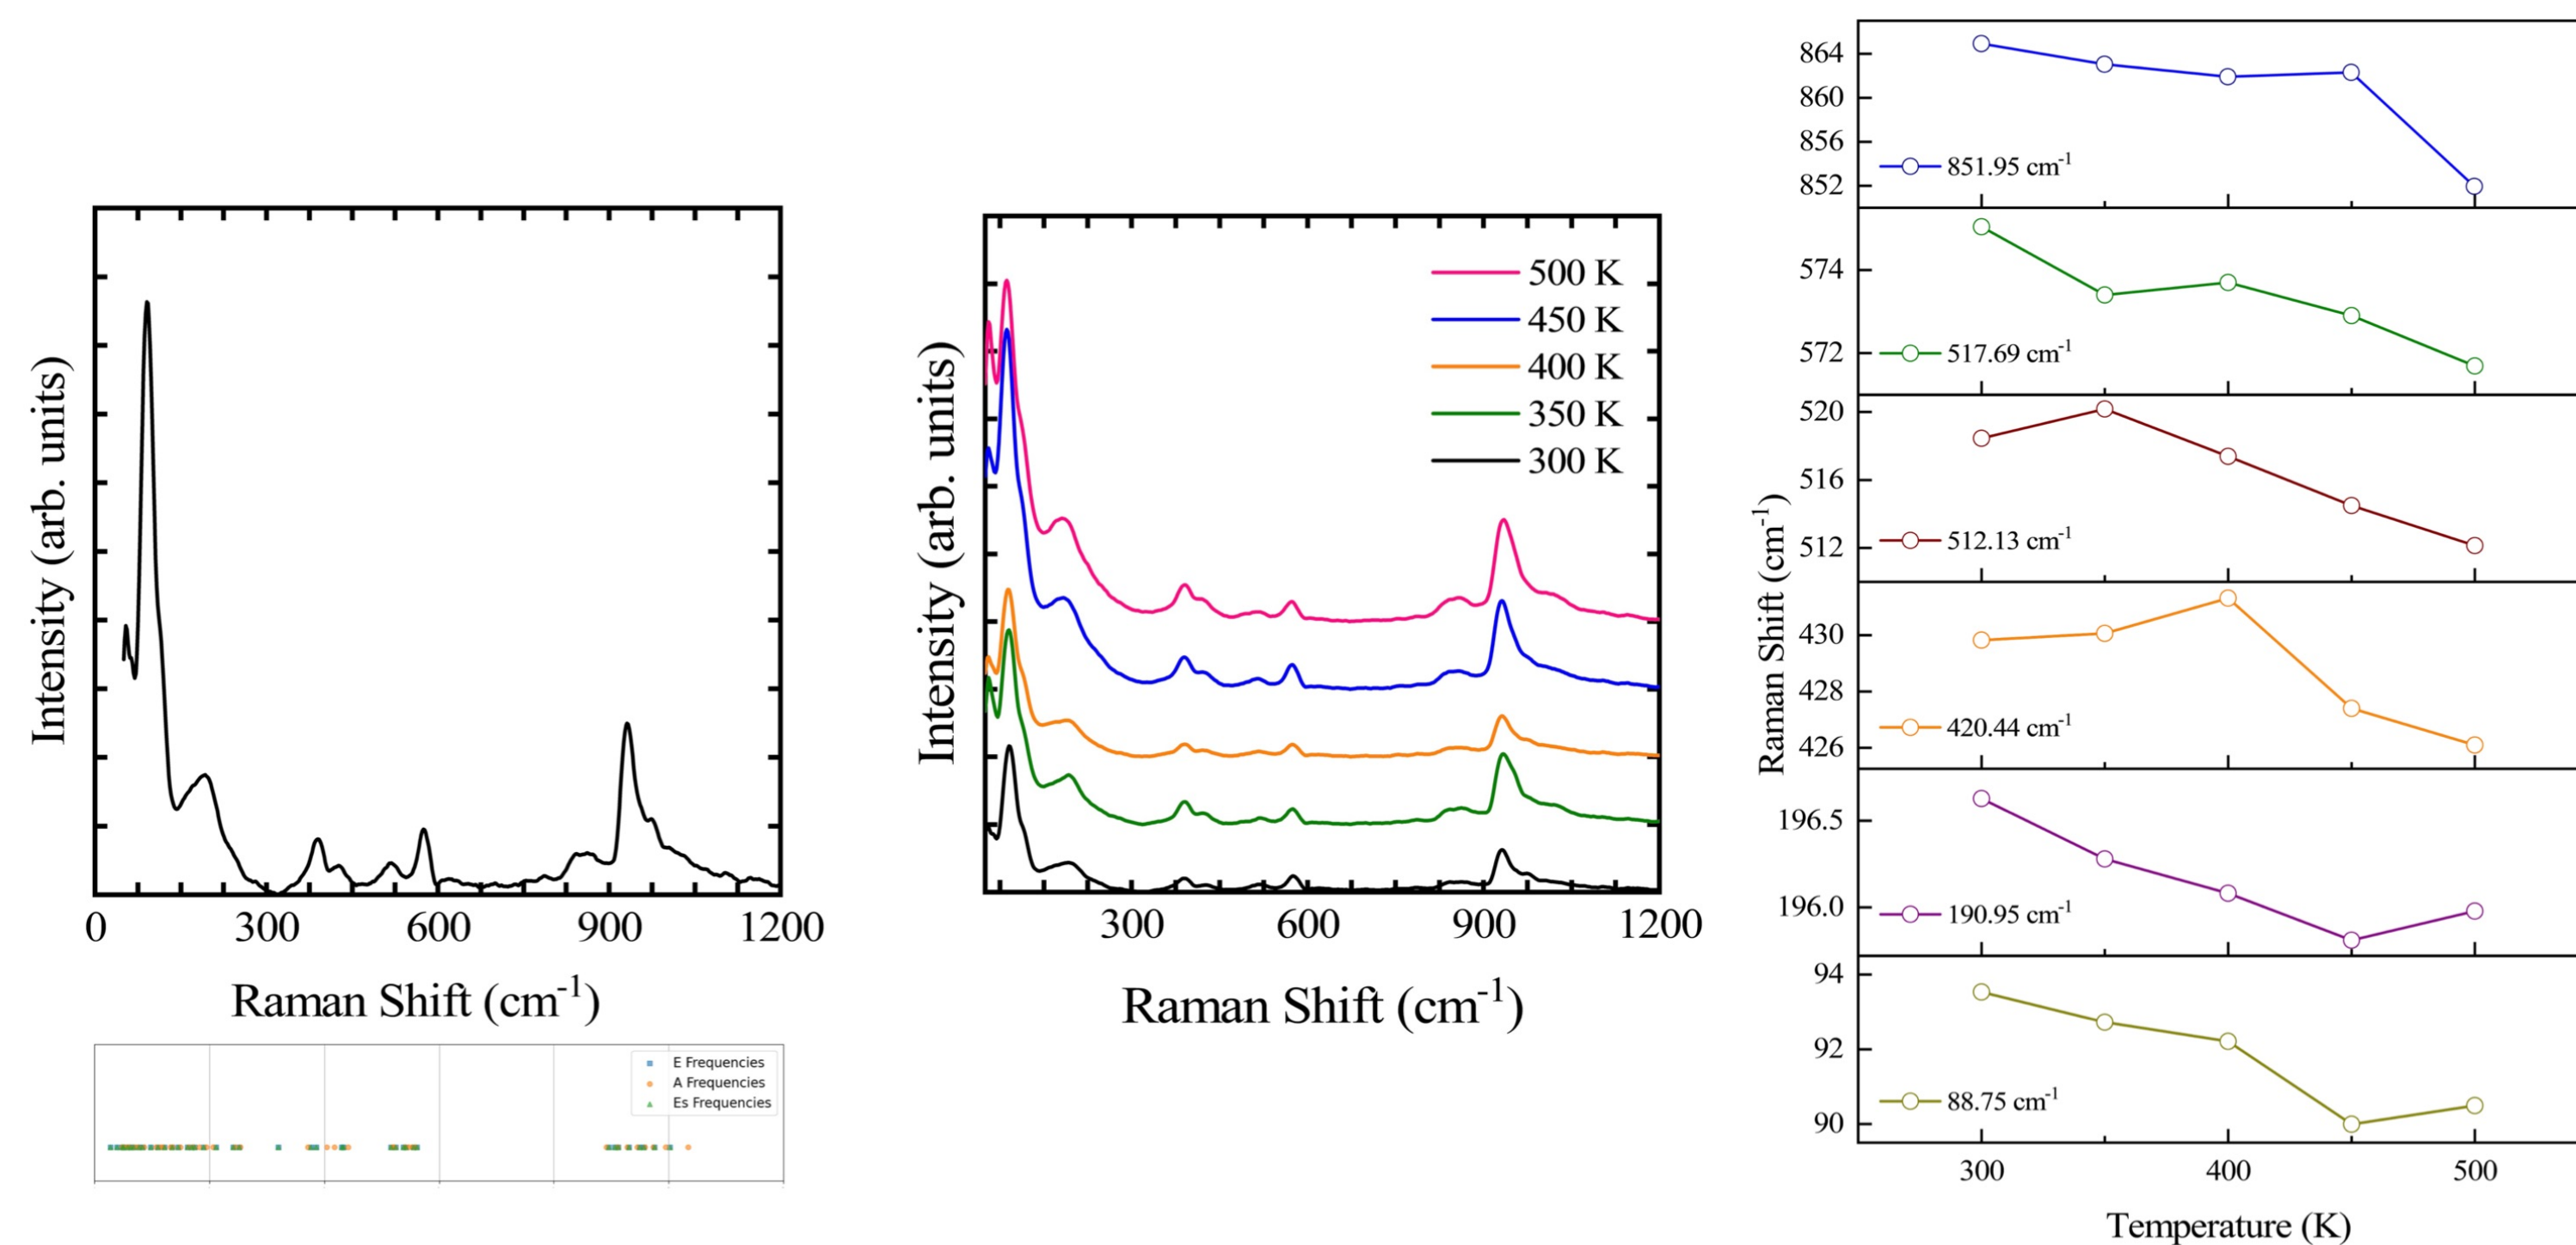 Intensity (arb. units)
0
300
600
900
1200
Raman Shift (cm-1)
E Frequencies
A Frequencies
Es Frequencies
Intensity (arb. units)
500 K
450 K
400 K
350 K
300 K
300
600
900
1200
Raman Shift (cm-1)
Raman Shift (cm-1)
864
860
856
852
851.95 cm-1
574
572
517.69 cm-1
520
516
512
512.13 cm-1
430
428
426
420.44 cm-1
196.5
196.0
190.95 cm-1
94
92
90
88.75 cm-1
300
400
500
Temperature (K)